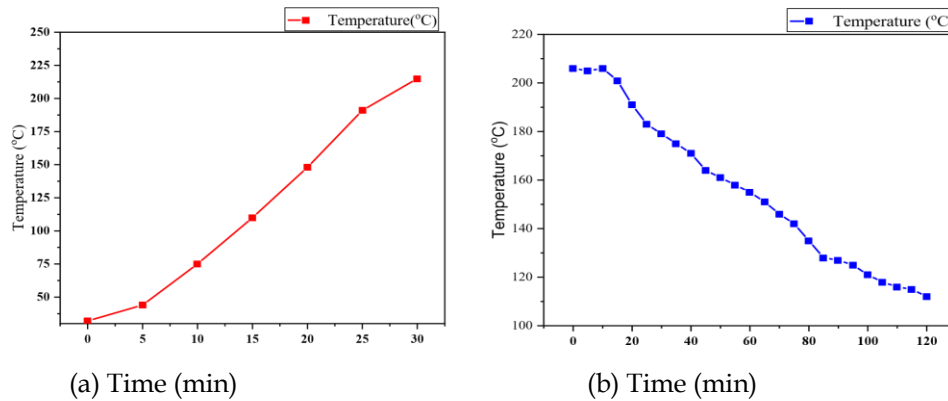 Temperature(°C)
Temperature (°C)
250
225
200
175
150
125
100
75
50
0 5 10 15 20 25 30
(a) Time (min)
Temperature (°C
Temperature (°C)
220
200
180
160
140
120
100
0 20 40 60 80 100 120
(b) Time (min)